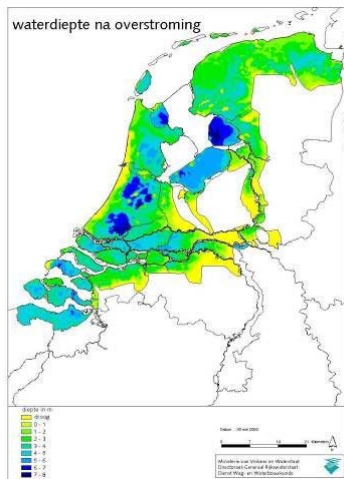 waterdiepte na overstroming
diepte in m
droog
0 - 1
1 - 2
2 - 3
3 - 4
4 - 5
5 - 6
6 - 7
7 - 8
Ministerie van Verkeer en Waterstaat
Directoraat-Generaal Rijkswaterstaat
Dienst Weg- en Waterbouwkunde